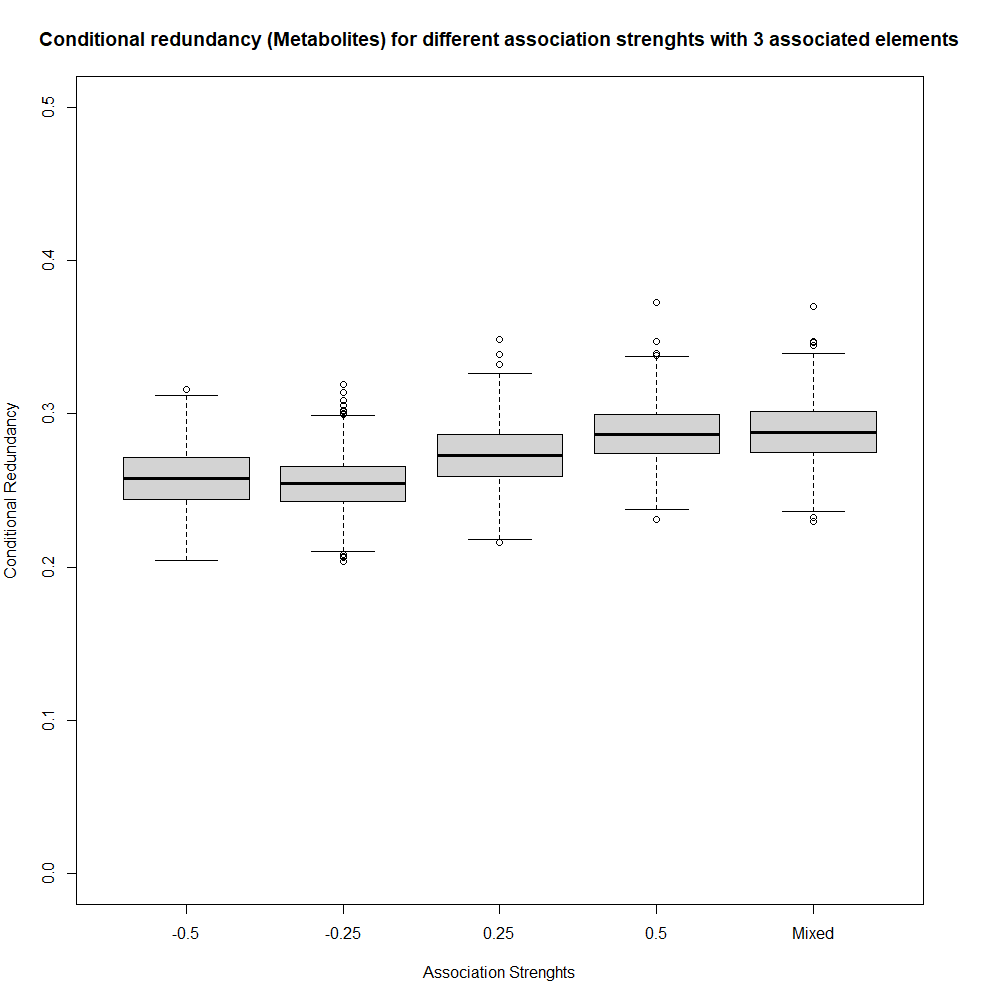 Conditional redundancy (Metabolites) for different association strenghts with 3 associated elements
Conditional Redundancy
0.5
0.4
0.3
0.2
0.1
0.0
-0.5 -0.25 0.25 0.5 Mixed
Association Strenghts